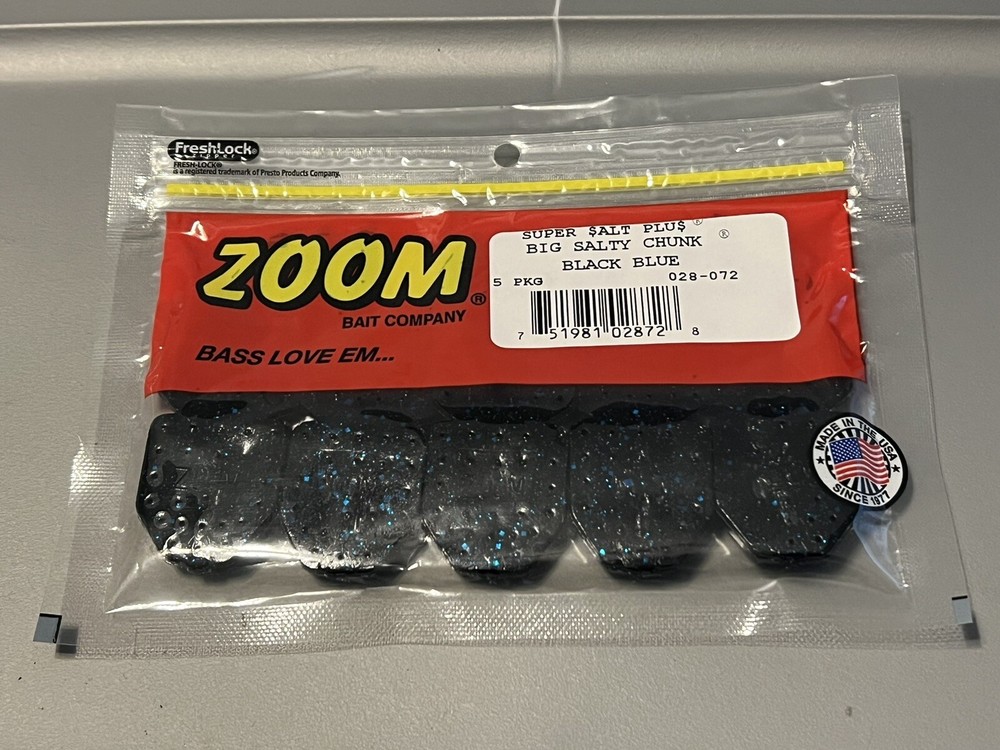 FreshLock®
zipper
FRESH-LOCK®
is a registered trademark of Presto Products Company.
ZOOM®
BAIT COMPANY
BASS LOVE EM...
SUPER $ALT PLU$®
BIG SALTY CHUNK ®
BLACK BLUE
5 PKG 028-072
7 51981 02872 8
MADE IN THE USA
SINCE 1977